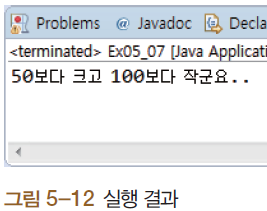 Problems @ Javadoc Decla
<terminated> Ex05_07 [Java Applicati
50보다 크고 100보다 작군요..
그림 5-12 실행 결과